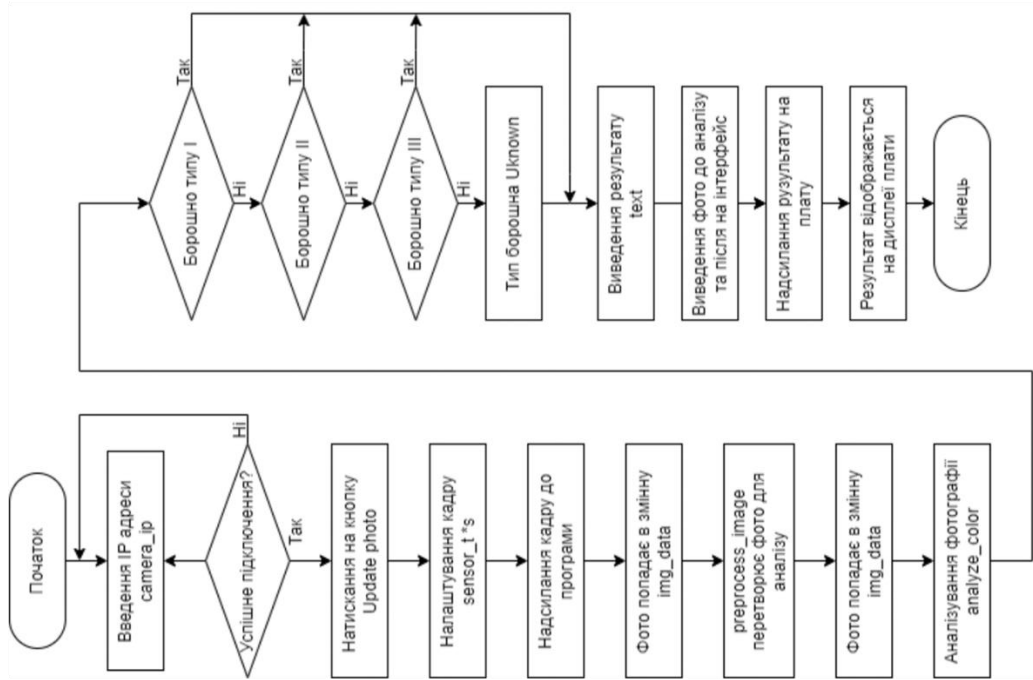 Початок
Введення IP адреси
camera_ip
Успішне підключення?
Ні
Так
Натискання на кнопку
Update photo
Налаштування кадру
sensor_t *s
Надсилання кадру до
програми
Фото попадає в змінну
img_data
preprocess_image
перетворює фото для
аналізу
Фото попадає в змінну
img_data
Аналізування фотографії
analyze_color
Борошно типу I
Так
Ні
Борошно типу II
Так
Ні
Борошно типу III
Так
Ні
Тип борошна Uknown
Виведення результату
text
Виведення фото до аналізу
та після на інтерфейс
Надсилання рузультату на
плату
Результат відображається
на дисплеї плати
Кінець